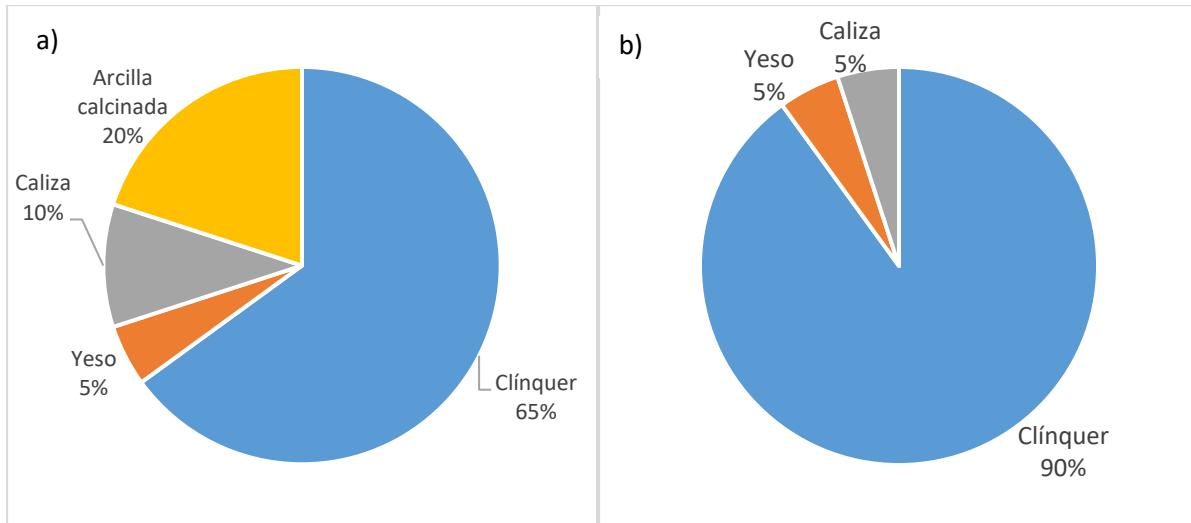 a)
Arcilla
calcinada
20%
Caliza
10%
Yeso
5%
Clínquer
65%
b)
Yeso
5%
Caliza
5%
Clínquer
90%